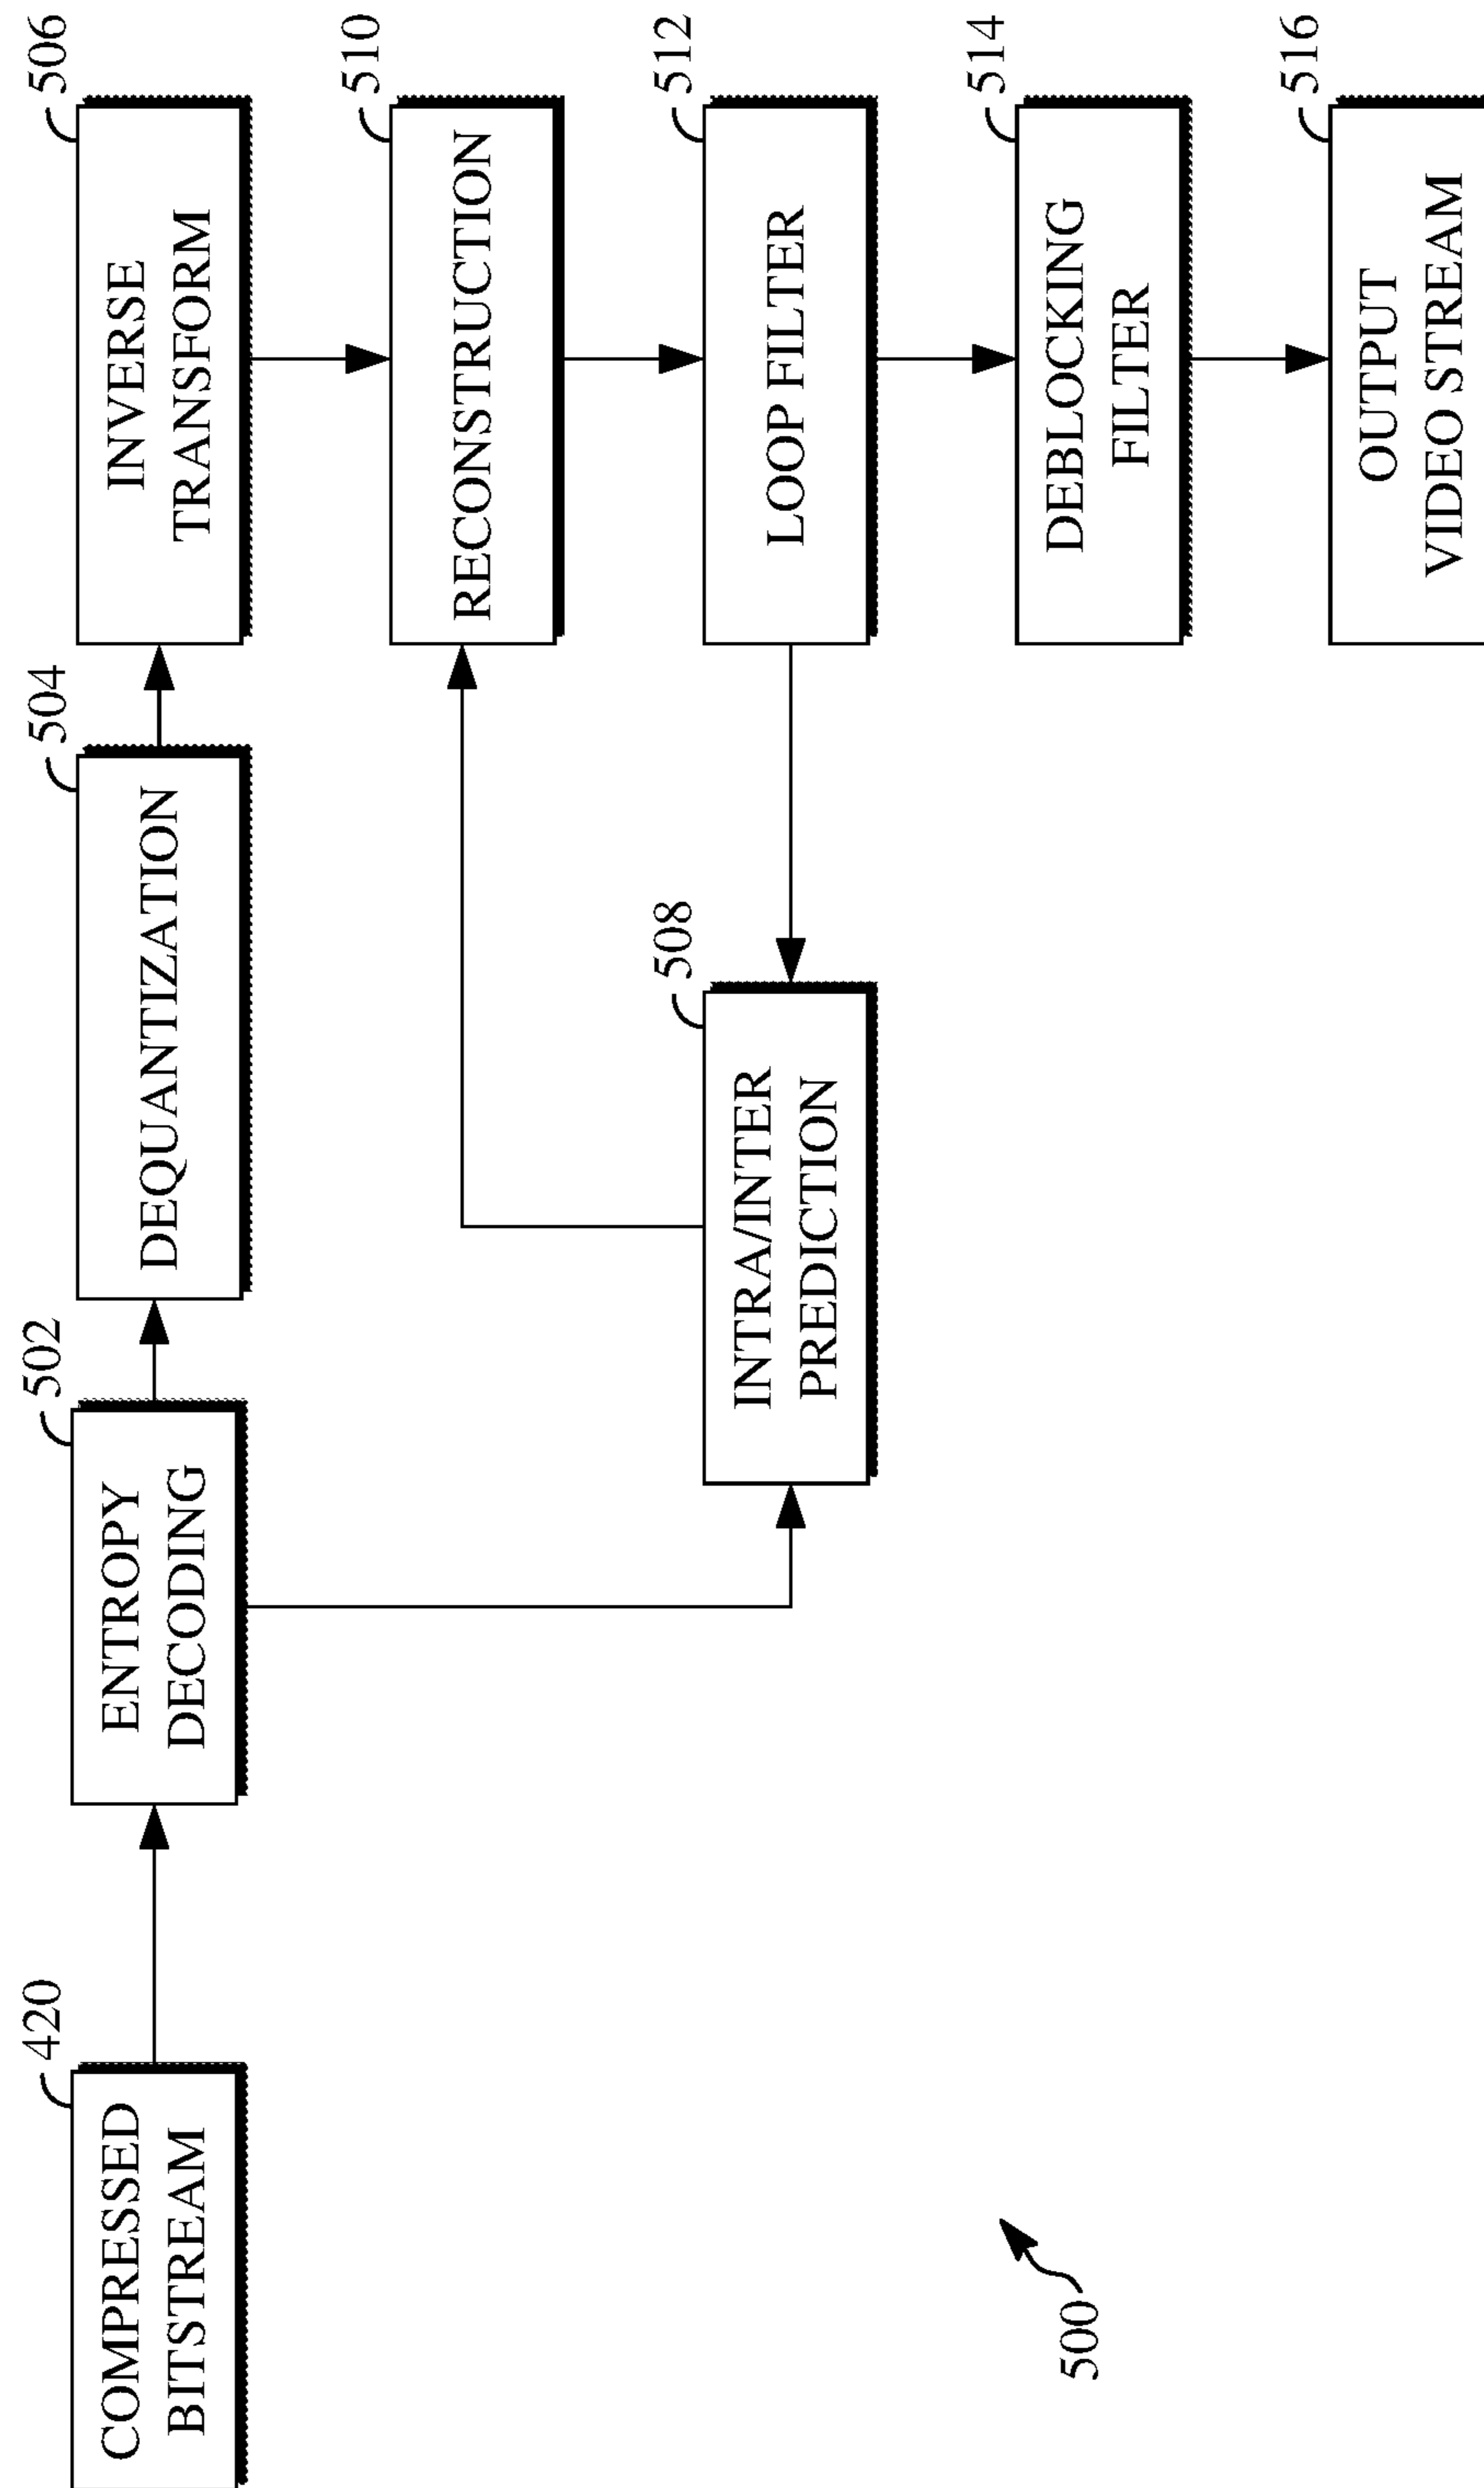 420
COMPRESSED
BITSTREAM
502
ENTROPY
DECODING
504
DEQUANTIZATION
506
INVERSE
TRANSFORM
510
RECONSTRUCTION
508
INTRA/INTER
PREDICTION
512
LOOP FILTER
514
DEBLOCKING
FILTER
500
516
OUTPUT
VIDEO STREAM